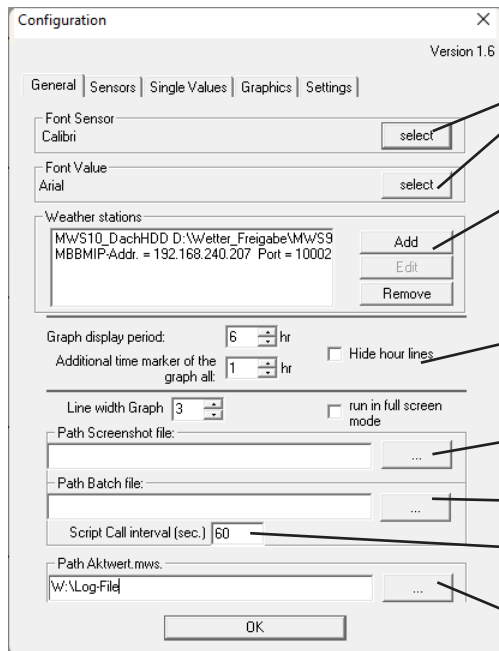 Configuration
Version 1.6
General Sensors Single Values Graphics Settings
Font Sensor
Calibri
select
Font Value
Arial
select
Weather stations
MWS10_DachHDD D:\Wetter_Freigabe\MWS9
MBBMIP-Addr. = 192.168.240.207 Port = 10002
Add
Edit
Remove
Graph display period: 6 hr
Additional time marker of the
graph all: 1 hr
Hide hour lines
Line width Graph 3
run in full screen
mode
Path Screenshot file:
...
Path Batch file:
...
Script Call interval (sec.) 60
Path Aktwert.mws.
W:\Log-File
...
OK